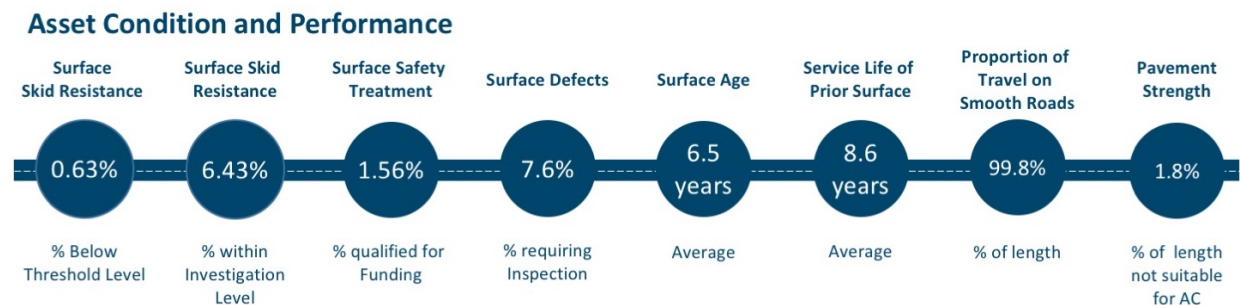 Asset Condition and Performance
Surface
Skid Resistance
Surface Skid
Resistance
Surface Safety
Treatment
Surface Defects
Surface Age
Service Life of
Prior Surface
Proportion of
Travel on
Smooth Roads
Pavement
Strength
0.63%
6.43%
1.56%
7.6%
6.5
years
8.6
years
99.8%
1.8%
% Below
Threshold Level
% within
Investigation
Level
% qualified for
Funding
% requiring
Inspection
Average
Average
% of length
% of length
not suitable
for AC